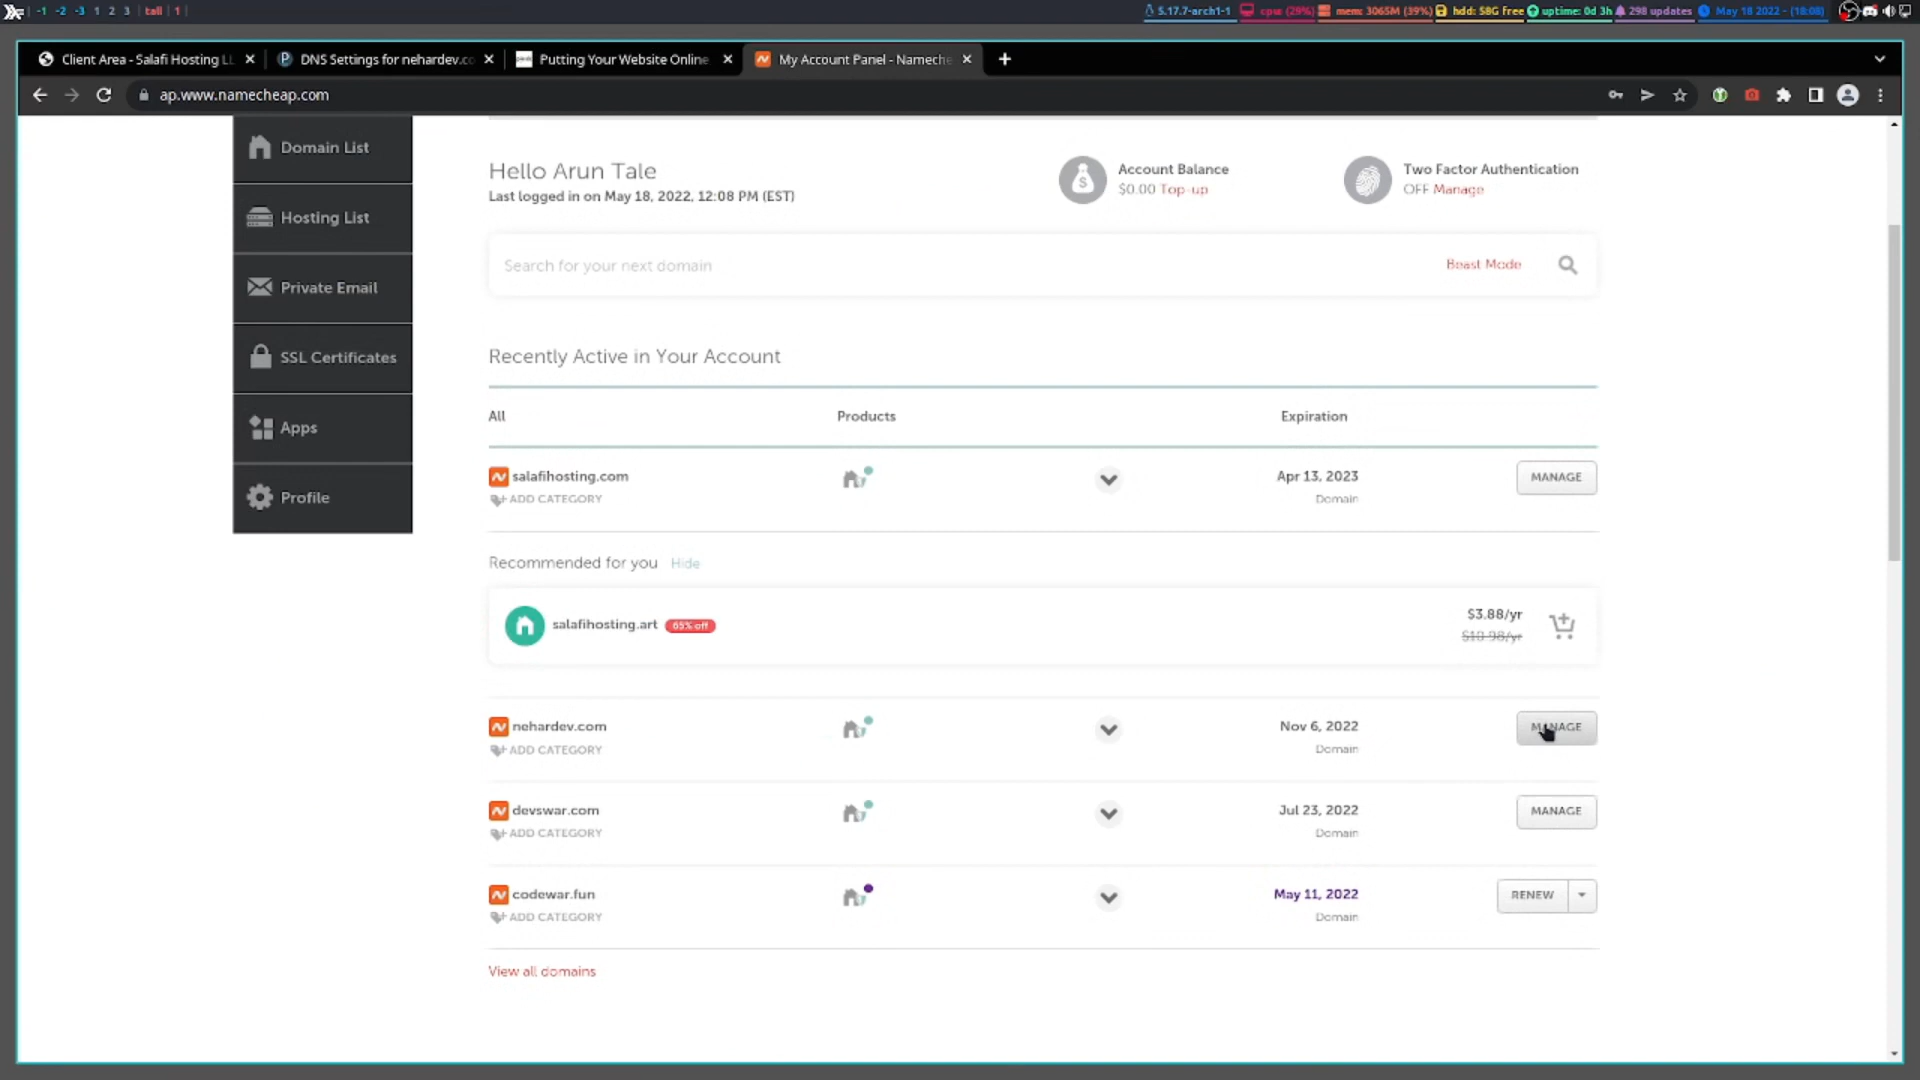 -1 -2 -3 1 2 3 | tall | 1 |
5.17.7-arch1-1 cpu (29%) mem: 3065M (39%) hdd: 58G free uptime: 0d 3h 298 updates May 18 2022 - (18:08)
Client Area - Salafi Hosting LL
DNS Settings for nehardev.co
Putting Your Website Online
My Account Panel - Namech
ap.www.namecheap.com
Domain List
Hosting List
Private Email
SSL Certificates
Apps
Profile
Hello Arun Tale
Last logged in on May 18, 2022, 12:08 PM (EST)
Account Balance
$0.00 Top-up
Two Factor Authentication
OFF Manage
Search for your next domain
Beast Mode
Recently Active in Your Account
All Products Expiration
salafihosting.com Apr 13, 2023 MANAGE
ADD CATEGORY Domain
Recommended for you Hide
salafihosting.art 65% off
$3.88/yr
$10.98/yr
nehardev.com Nov 6, 2022 MANAGE
ADD CATEGORY Domain
devswar.com Jul 23, 2022 MANAGE
ADD CATEGORY Domain
codewar.fun May 11, 2022 RENEW
ADD CATEGORY Domain
View all domains